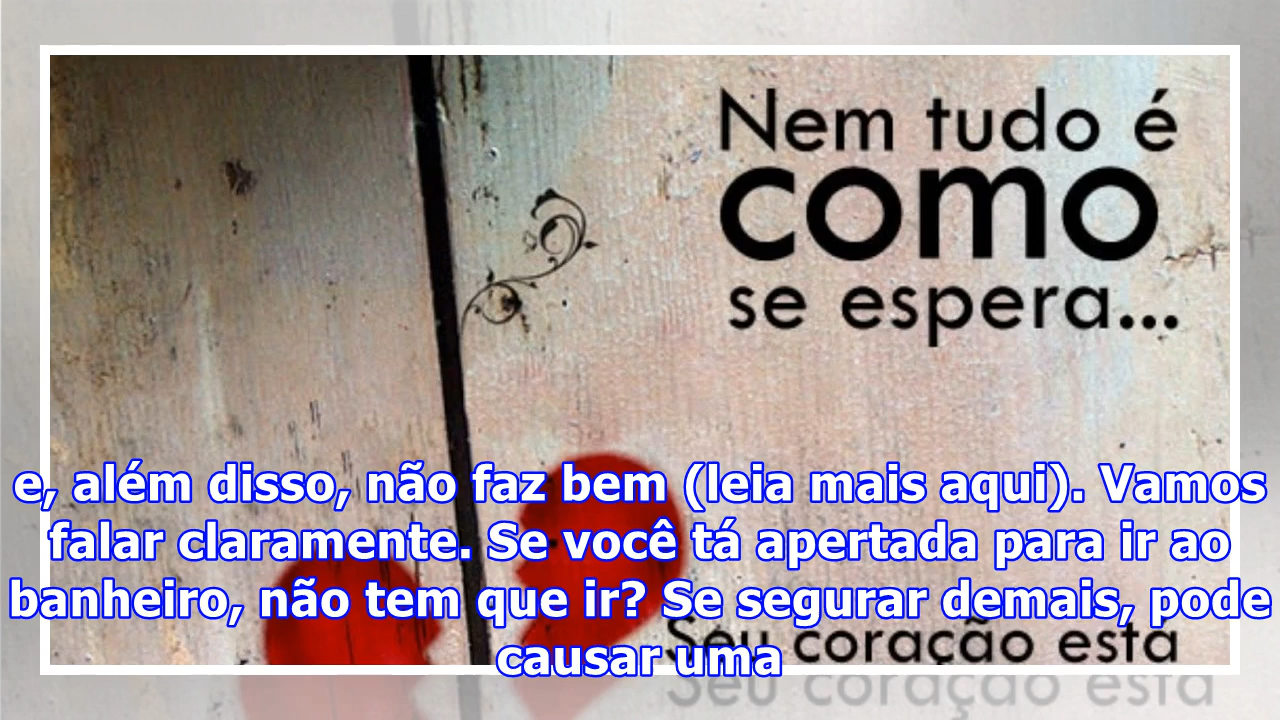 Nem tudo é
como
se espera...
e, além disso, não faz bem (leia mais aqui). Vamos
falar claramente. Se você tá apertada para ir ao
banheiro, não tem que ir? Se segurar demais, pode
causar uma
Seu coração está
Seu coração está